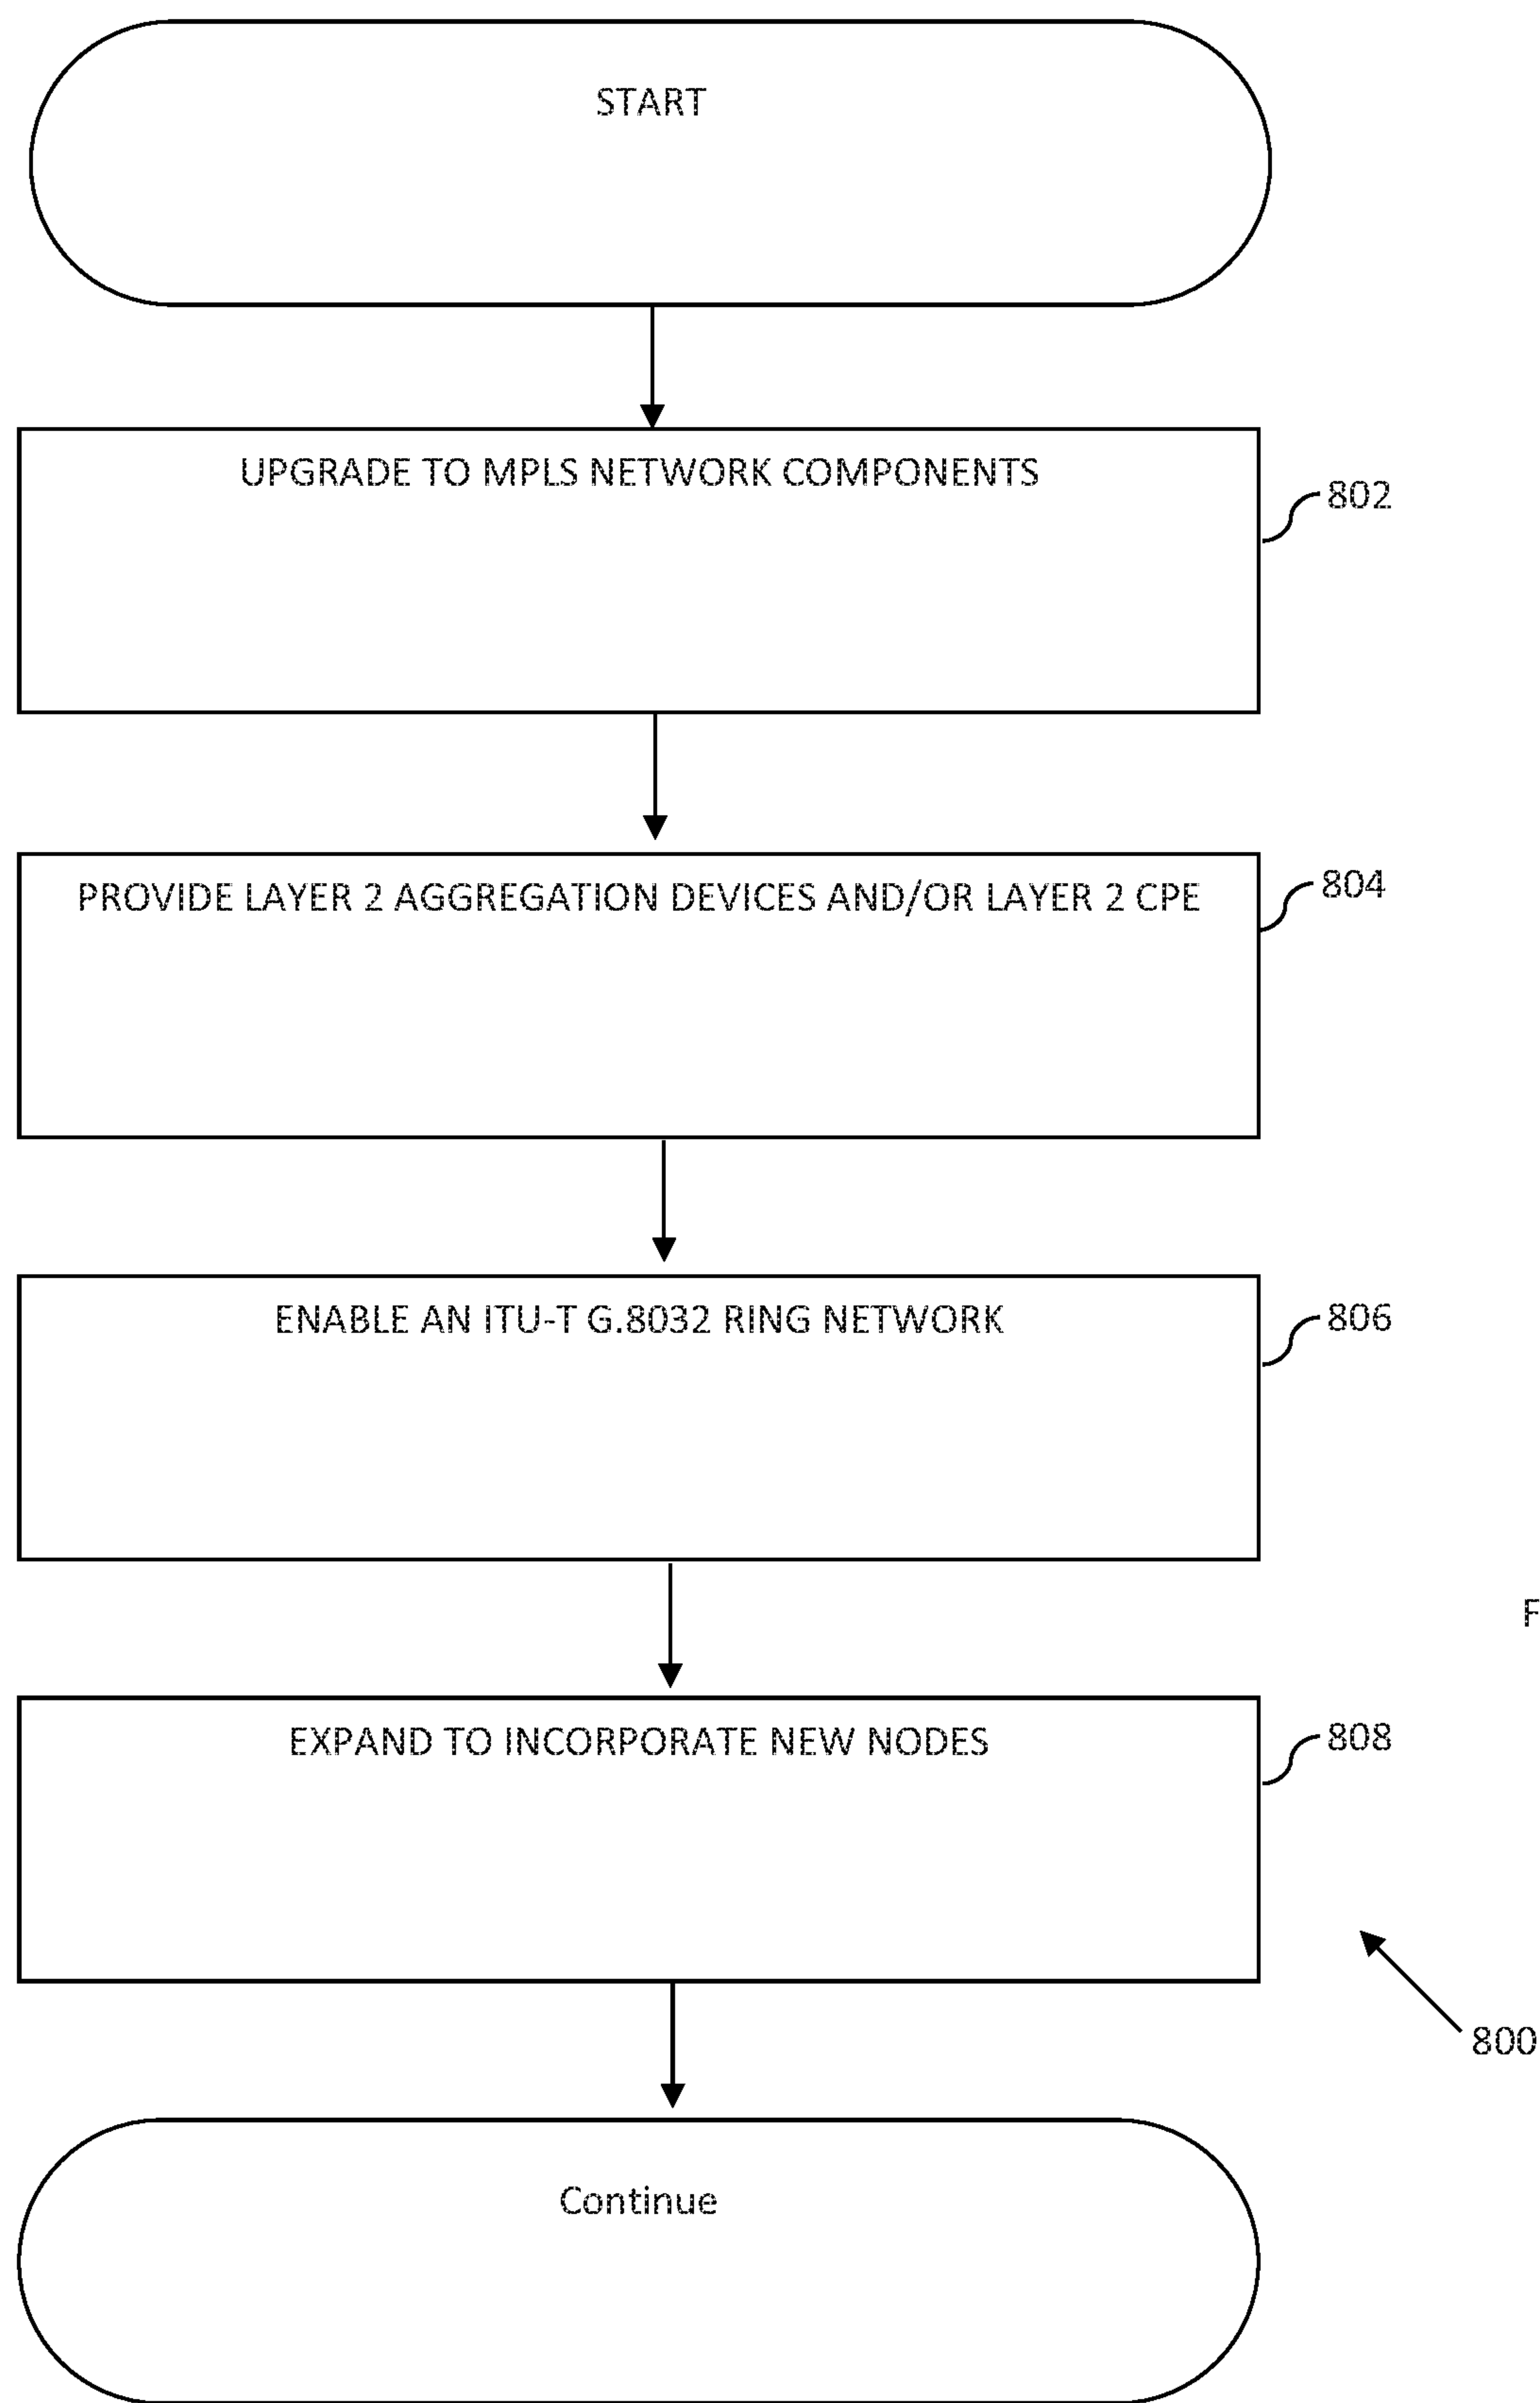 START
UPGRADE TO MPLS NETWORK COMPONENTS
802
PROVIDE LAYER 2 AGGREGATION DEVICES AND/OR LAYER 2 CPE
804
ENABLE AN ITU-T G.8032 RING NETWORK
806
F
EXPAND TO INCORPORATE NEW NODES
808
800
Continue